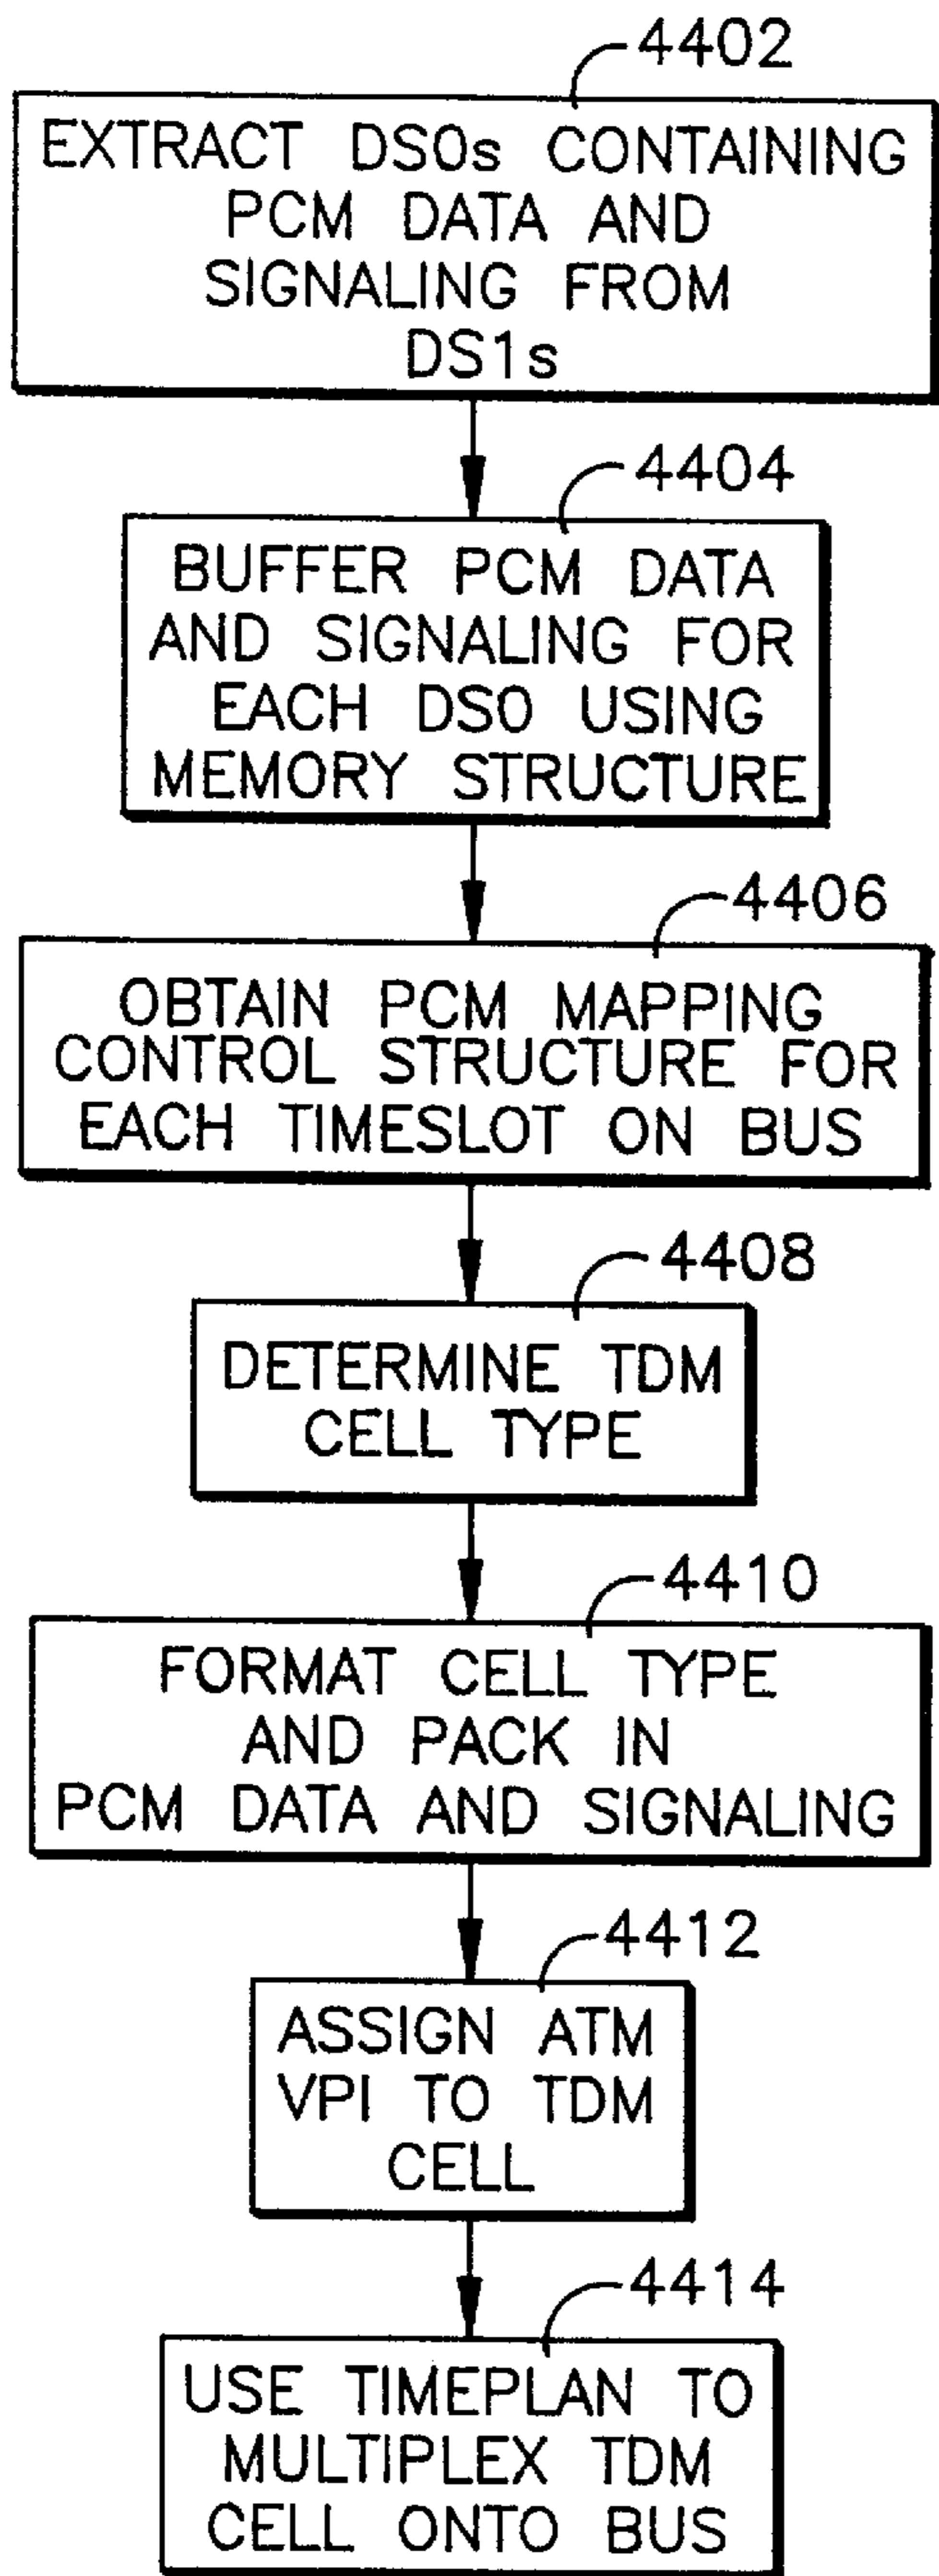 4402
EXTRACT DS0s CONTAINING
PCM DATA AND
SIGNALING FROM
DS1s
4404
BUFFER PCM DATA
AND SIGNALING FOR
EACH DS0 USING
MEMORY STRUCTURE
4406
OBTAIN PCM MAPPING
CONTROL STRUCTURE FOR
EACH TIMESLOT ON BUS
4408
DETERMINE TDM
CELL TYPE
4410
FORMAT CELL TYPE
AND PACK IN
PCM DATA AND SIGNALING
4412
ASSIGN ATM
VPI TO TDM
CELL
4414
USE TIMEPLAN TO
MULTIPLEX TDM
CELL ONTO BUS